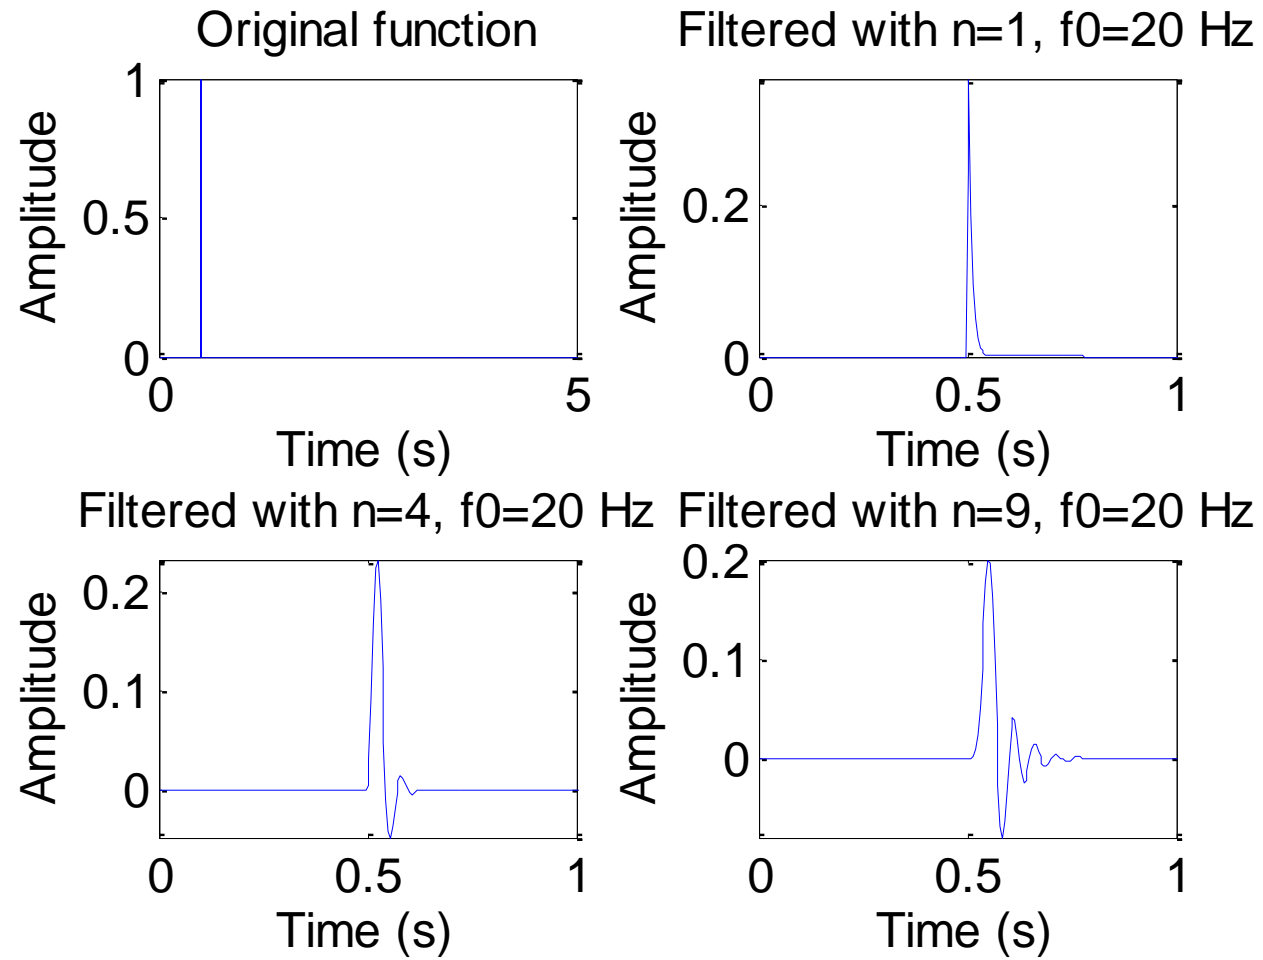 Original function
Amplitude
1
0.5
0
0
5
Time (s)
Filtered with n=1, f0=20 Hz
Amplitude
0.2
0
0
0.5
1
Time (s)
Filtered with n=4, f0=20 Hz
Amplitude
0.2
0.1
0
0
0.5
1
Time (s)
Filtered with n=9, f0=20 Hz
Amplitude
0.2
0.1
0
0
0.5
1
Time (s)